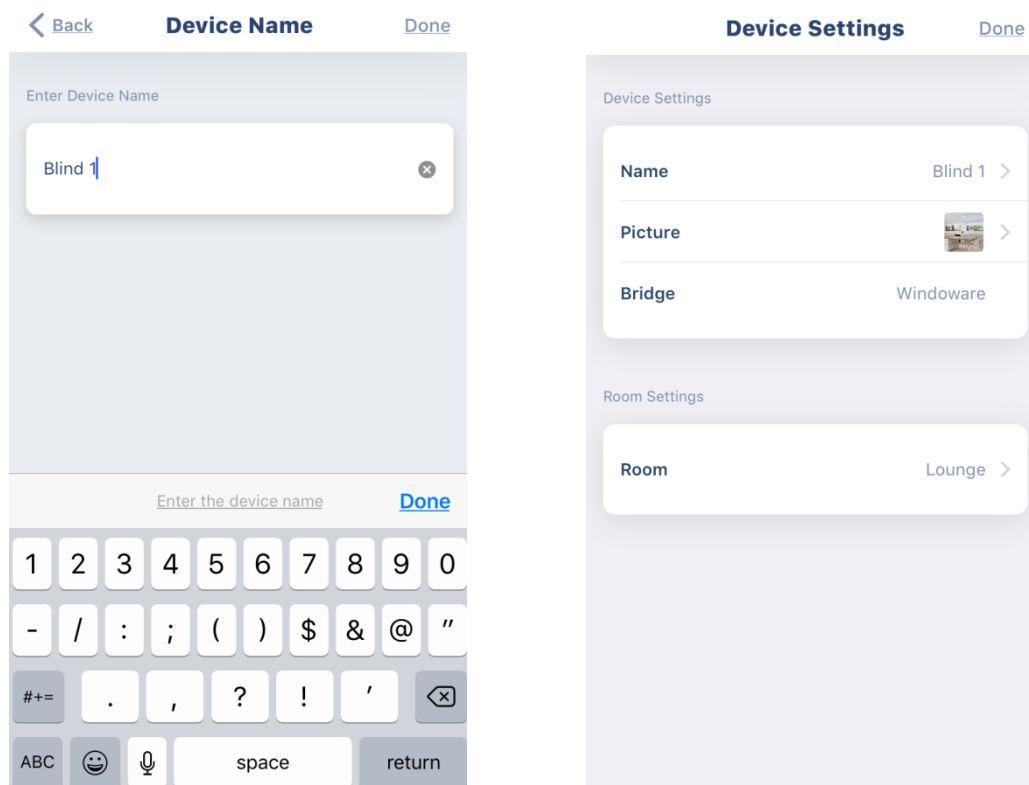 Back Device Name Done
Enter Device Name
Blind 1
Enter the device name Done
1 2 3 4 5 6 7 8 9 0
- / : ; ( ) $ & @ "
#+= . , ? ! '
ABC space return
Device Settings Done
Device Settings
Name Blind 1
Picture
Bridge Windoware
Room Settings
Room Lounge